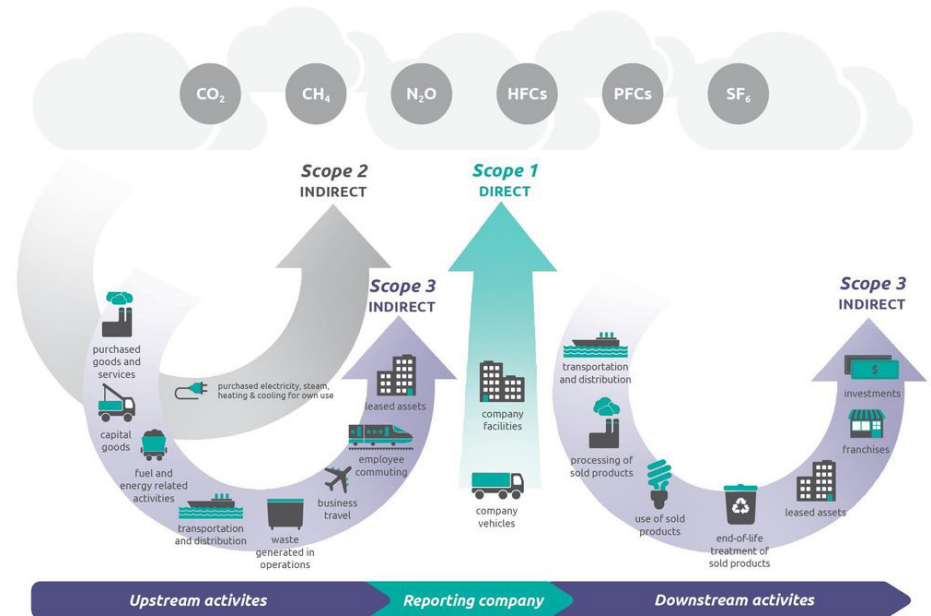 CO₂
CH₄
N₂O
HFCs
PFCs
SF₆
Scope 2
INDIRECT
Scope 1
DIRECT
Scope 3
INDIRECT
Scope 3
INDIRECT
purchased
goods and
services
capital
goods
fuel and
energy related
activities
transportation
and distribution
waste
generated in
operations
business
travel
employee
commuting
leased assets
purchased electricity, steam,
heating & cooling for own use
company
facilities
company
vehicles
transportation
and distribution
processing of
sold products
use of sold
products
end-of-life
treatment of
sold products
leased assets
franchises
investments
$
Upstream activites
Reporting company
Downstream activites